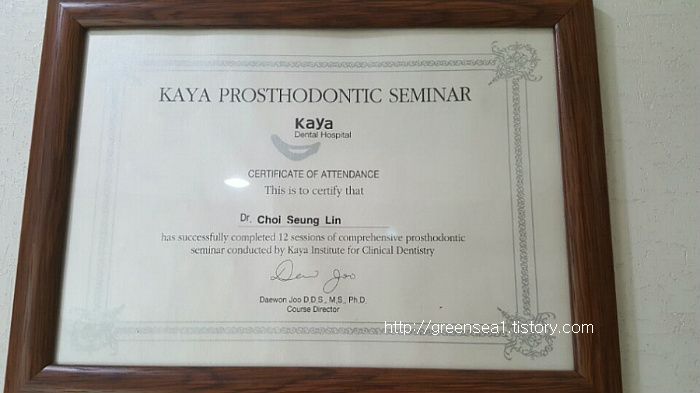 KAYA PROSTHODONTIC SEMINAR
Kaya
Dental Hospital
CERTIFICATE OF ATTENDANCE
This is to certify that
Dr. Choi Seung Lin
has successfully completed 12 sessions of comprehensive prosthodontic
seminar conducted by Kaya Institute for Clinical Dentistry
Daewon Joo D.D.S., M.S., Ph.D.
Course Director
http://greensea1.tistory.com